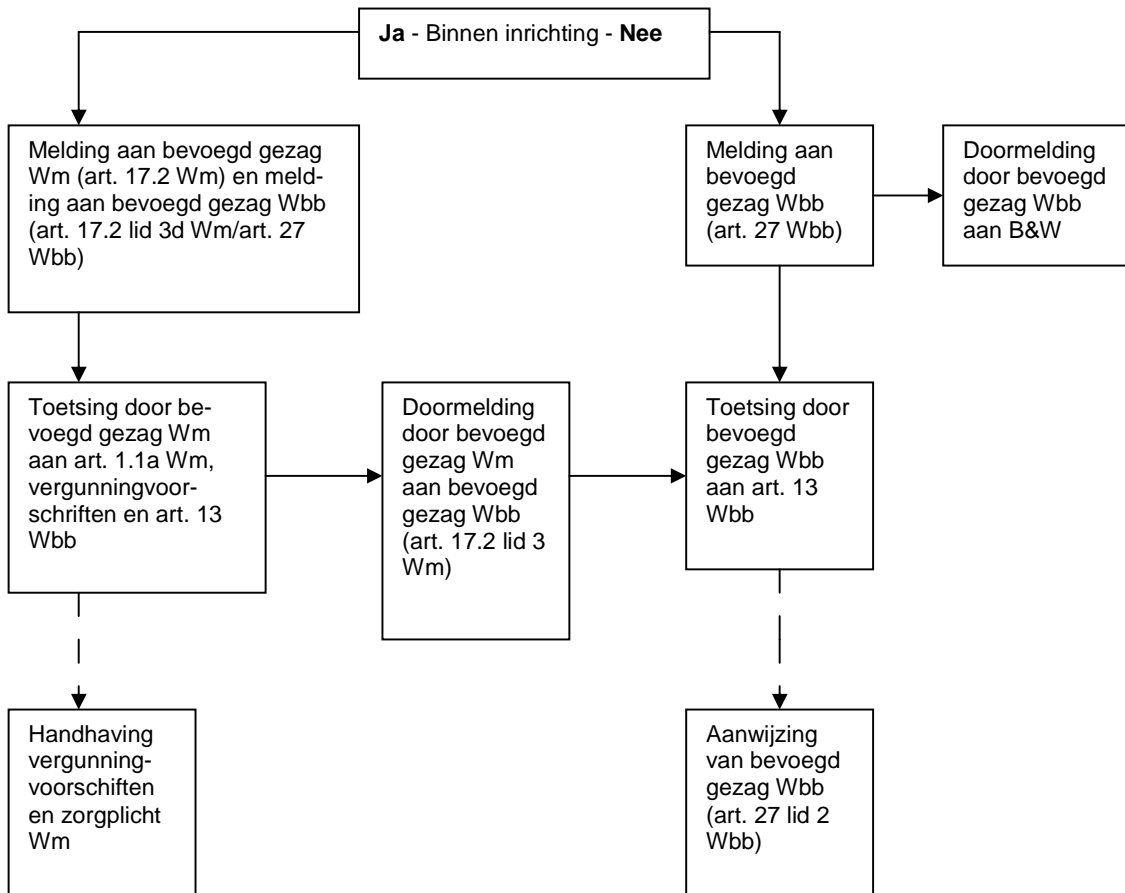 Ja - Binnen inrichting - Nee
Melding aan bevoegd gezag
Wm (art. 17.2 Wm) en mel-
ding aan bevoegd gezag Wbb
(art. 17.2 lid 3d Wm/art. 27
Wbb)
Melding aan
bevoegd
gezag Wbb
(art. 27 Wbb)
Doormelding
door bevoegd
gezag Wbb
aan B&W
Toetsing door be-
voegd gezag Wm
aan art. 1.1a Wm,
vergunningvoor-
schriften en art. 13
Wbb
Doormelding
door bevoegd
gezag Wm
aan bevoegd
gezag Wbb
(art. 17.2 lid 3
Wm)
Toetsing door
bevoegd
gezag Wbb
aan art. 13
Wbb
Handhaving
vergunning-
voorschiften
en zorgplicht
Wm
Aanwijzing
van bevoegd
gezag Wbb
(art. 27 lid 2
Wbb)